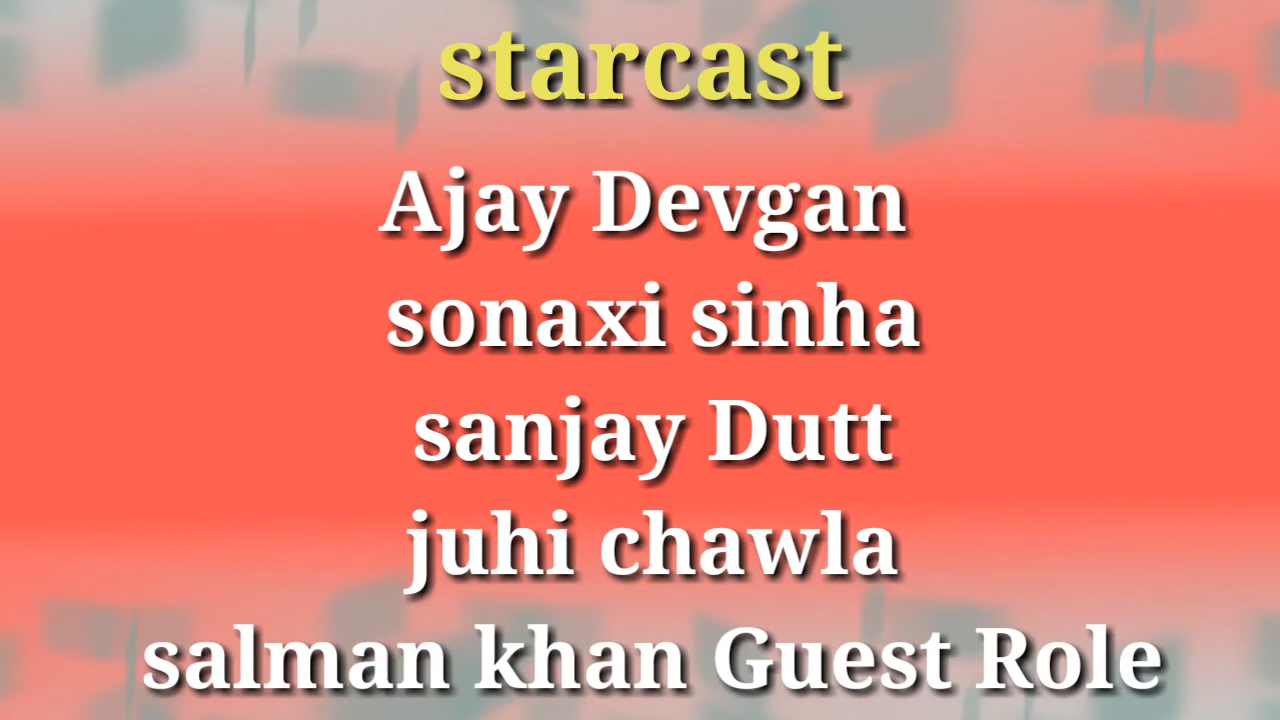 starcast
Ajay Devgan
sonaxi sinha
sanjay Dutt
juhi chawla
salman khan Guest Role